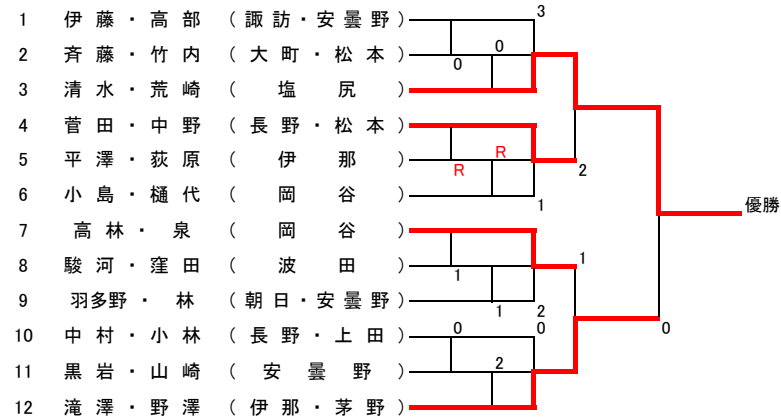 1 伊藤・高部 (諏訪・安曇野) 3
2 斉藤・竹内 (大町・松本) 0 0
3 清水・荒崎 (塩尻)
4 菅田・中野 (長野・松本)
5 平澤・荻原 (伊那) R R 2
6 小島・樋代 (岡谷) 1
優勝
7 高林・泉 (岡谷)
8 駿河・窪田 (波田) 1 1
9 羽多野・林 (朝日・安曇野) 1 2
10 中村・小林 (長野・上田) 0 0 0
11 黒岩・山崎 (安曇野) 2
12 滝澤・野澤 (伊那・茅野)